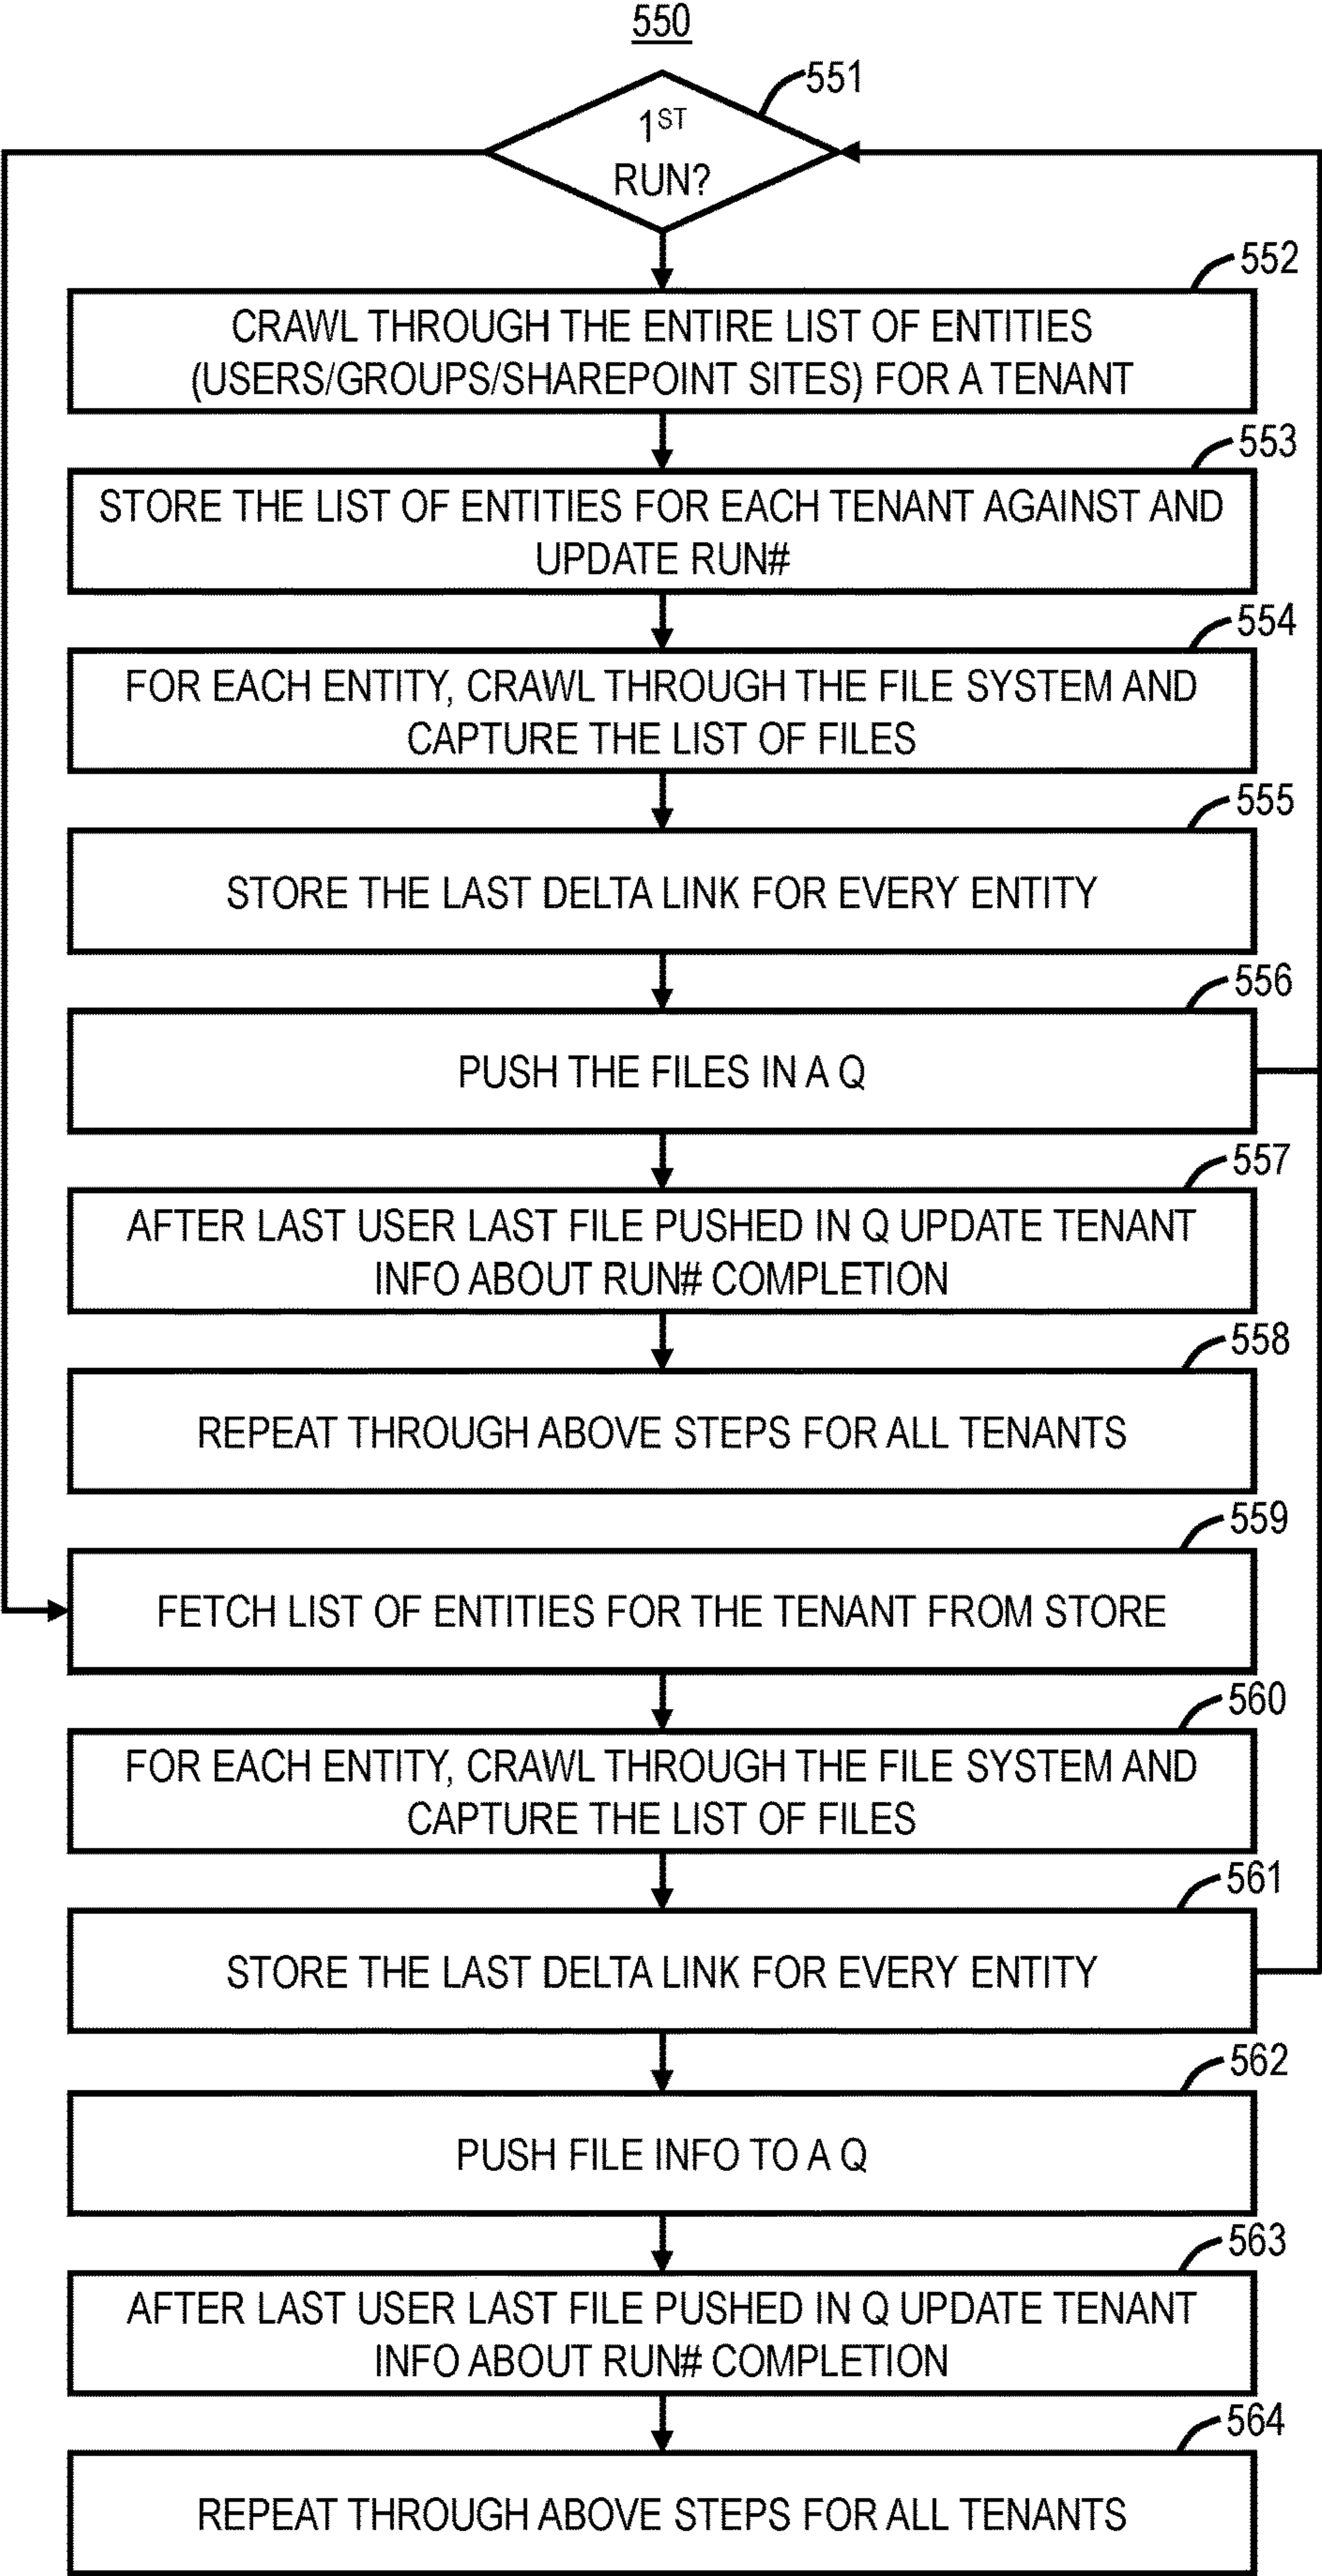 550
551
1ST
RUN?
552
CRAWL THROUGH THE ENTIRE LIST OF ENTITIES
(USERS/GROUPS/SHAREPOINT SITES) FOR A TENANT
553
STORE THE LIST OF ENTITIES FOR EACH TENANT AGAINST AND
UPDATE RUN#
554
FOR EACH ENTITY, CRAWL THROUGH THE FILE SYSTEM AND
CAPTURE THE LIST OF FILES
555
STORE THE LAST DELTA LINK FOR EVERY ENTITY
556
PUSH THE FILES IN A Q
557
AFTER LAST USER LAST FILE PUSHED IN Q UPDATE TENANT
INFO ABOUT RUN# COMPLETION
558
REPEAT THROUGH ABOVE STEPS FOR ALL TENANTS
559
FETCH LIST OF ENTITIES FOR THE TENANT FROM STORE
560
FOR EACH ENTITY, CRAWL THROUGH THE FILE SYSTEM AND
CAPTURE THE LIST OF FILES
561
STORE THE LAST DELTA LINK FOR EVERY ENTITY
562
PUSH FILE INFO TO A Q
563
AFTER LAST USER LAST FILE PUSHED IN Q UPDATE TENANT
INFO ABOUT RUN# COMPLETION
564
REPEAT THROUGH ABOVE STEPS FOR ALL TENANTS